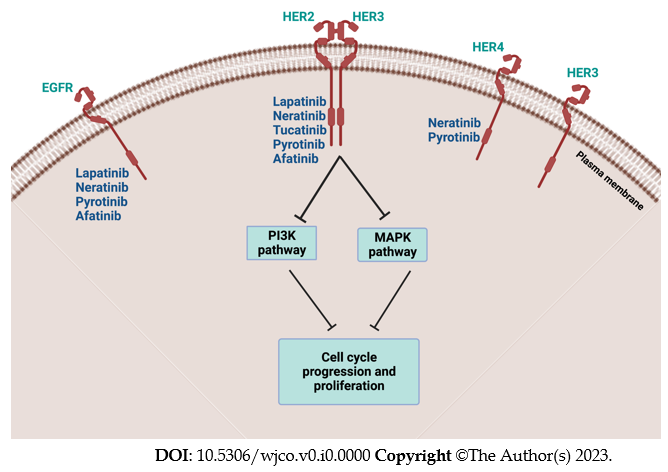 HER2 HER3
HER4
HER3
EGFR
Lapatinib
Neratinib
Tucatinib
Pyrotinib
Afatinib
Neratinib
Pyrotinib
Plasma membrane
Lapatinib
Neratinib
Pyrotinib
Afatinib
PI3K
pathway
MAPK
pathway
Cell cycle
progression and
proliferation
DOI: 10.5306/wjco.v0.i0.0000 Copyright ©The Author(s) 2023.